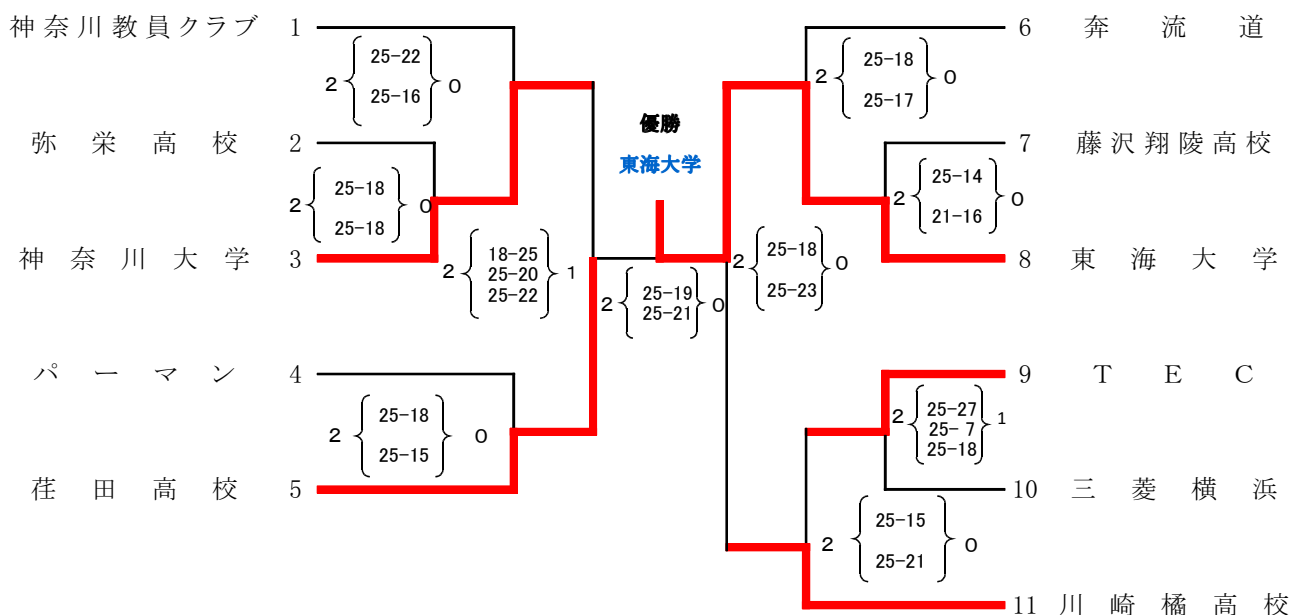 神奈川教員クラブ 1
2 25-22 0
25-16
弥栄高校 2
2 25-18 0
25-18
神奈川大学 3
2 18-25 1
25-20
25-22
パーマン 4
2 25-18 0
25-15
荏田高校 5
優勝
東海大学
2 25-19 0
25-21
6 奔流道
2 25-18 0
25-17
7 藤沢翔陵高校
2 25-14 0
21-16
8 東海大学
2 25-18 0
25-23
9 TEC
2 25-27 1
25- 7
25-18
10 三菱横浜
2 25-15 0
25-21
11 川崎橘高校